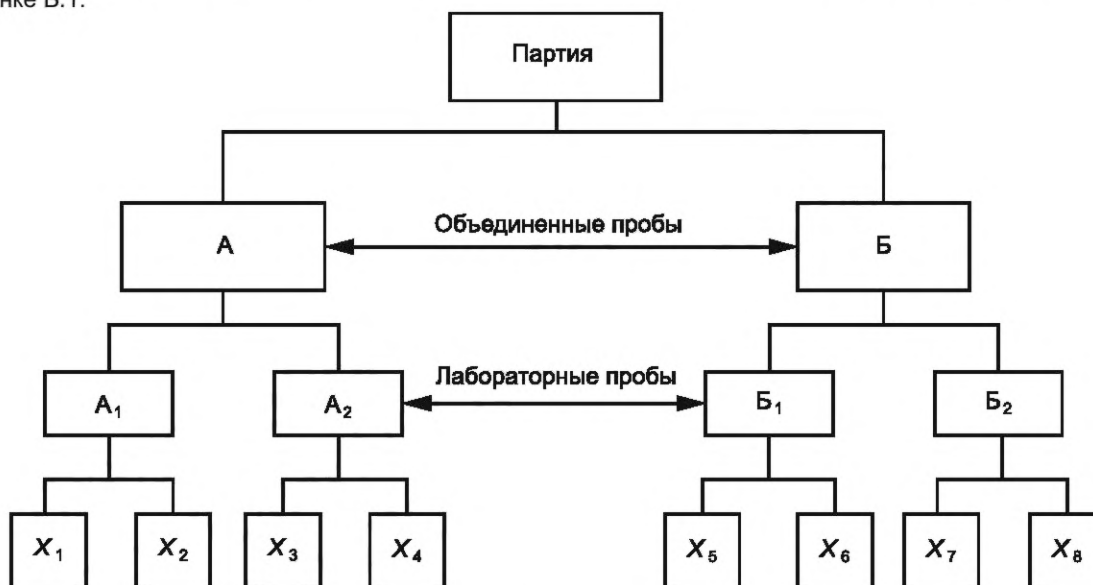 нке Б.1.
Партия
Объединенные пробы
А Б
Лабораторные пробы
А₁ А₂ Б₁ Б₂
X₁ X₂ X₃ X₄ X₅ X₆ X₇ X₈